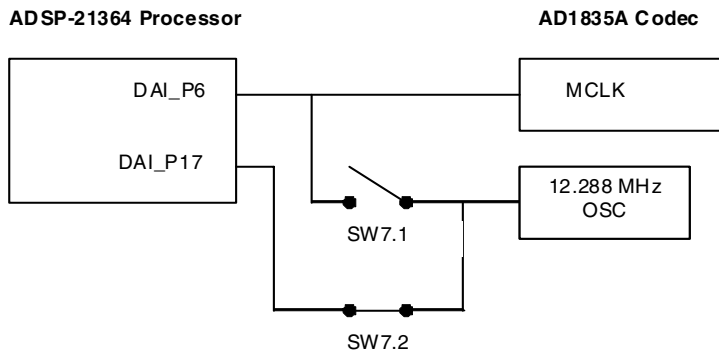 ADSP-21364 Processor
AD1835A Codec
DAI_P6
MCLK
DAI_P17
12.288 MHz
OSC
SW7.1
SW7.2